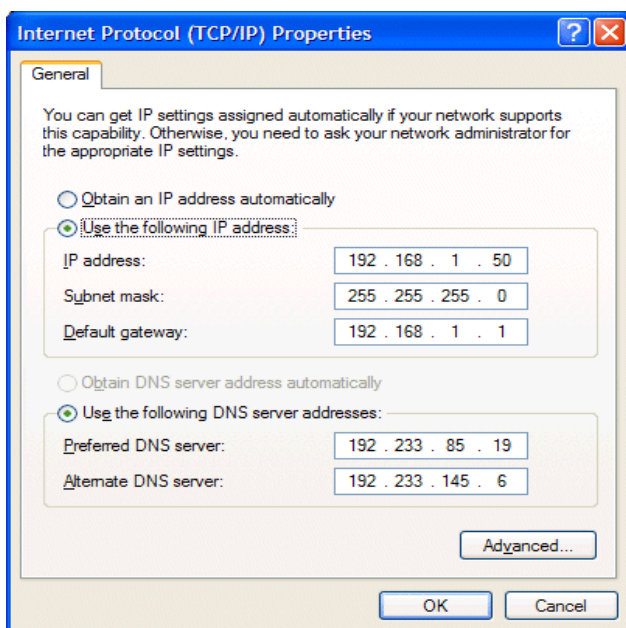 Internet Protocol (TCP/IP) Properties
General
You can get IP settings assigned automatically if your network supports
this capability. Otherwise, you need to ask your network administrator for
the appropriate IP settings.
Obtain an IP address automatically
Use the following IP address:
IP address: 192 . 168 . 1 . 50
Subnet mask: 255 . 255 . 255 . 0
Default gateway: 192 . 168 . 1 . 1
Obtain DNS server address automatically
Use the following DNS server addresses:
Preferred DNS server: 192 . 233 . 85 . 19
Alternate DNS server: 192 . 233 . 145 . 6
Advanced...
OK Cancel